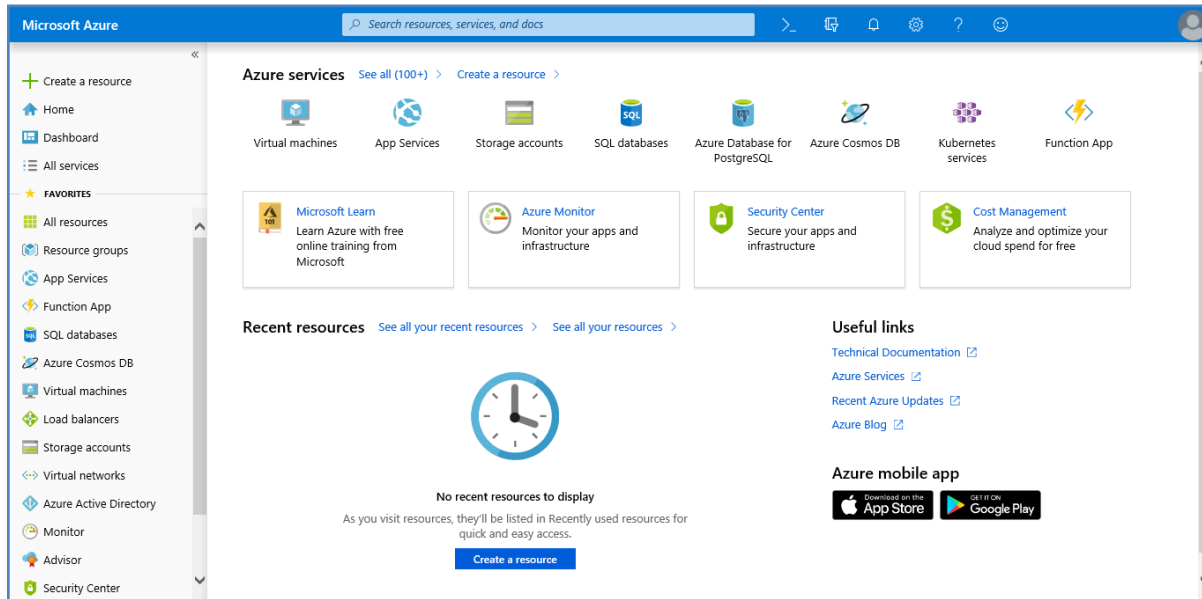 Microsoft Azure
Search resources, services, and docs
«
Create a resource
Home
Dashboard
All services
FAVORITES
All resources
Resource groups
App Services
Function App
SQL databases
Azure Cosmos DB
Virtual machines
Load balancers
Storage accounts
Virtual networks
Azure Active Directory
Monitor
Advisor
Security Center
Azure services See all (100+) > Create a resource >
Virtual machines
App Services
Storage accounts
SQL
SQL databases
Azure Database for
PostgreSQL
Azure Cosmos DB
Kubernetes
services
Function App
101
Microsoft Learn
Learn Azure with free
online training from
Microsoft
Azure Monitor
Monitor your apps and
infrastructure
Security Center
Secure your apps and
infrastructure
$
Cost Management
Analyze and optimize your
cloud spend for free
Recent resources See all your recent resources > See all your resources >
No recent resources to display
As you visit resources, they'll be listed in Recently used resources for
quick and easy access.
Create a resource
Useful links
Technical Documentation
Azure Services
Recent Azure Updates
Azure Blog
Azure mobile app
Download on the
App Store
GET IT ON
Google Play